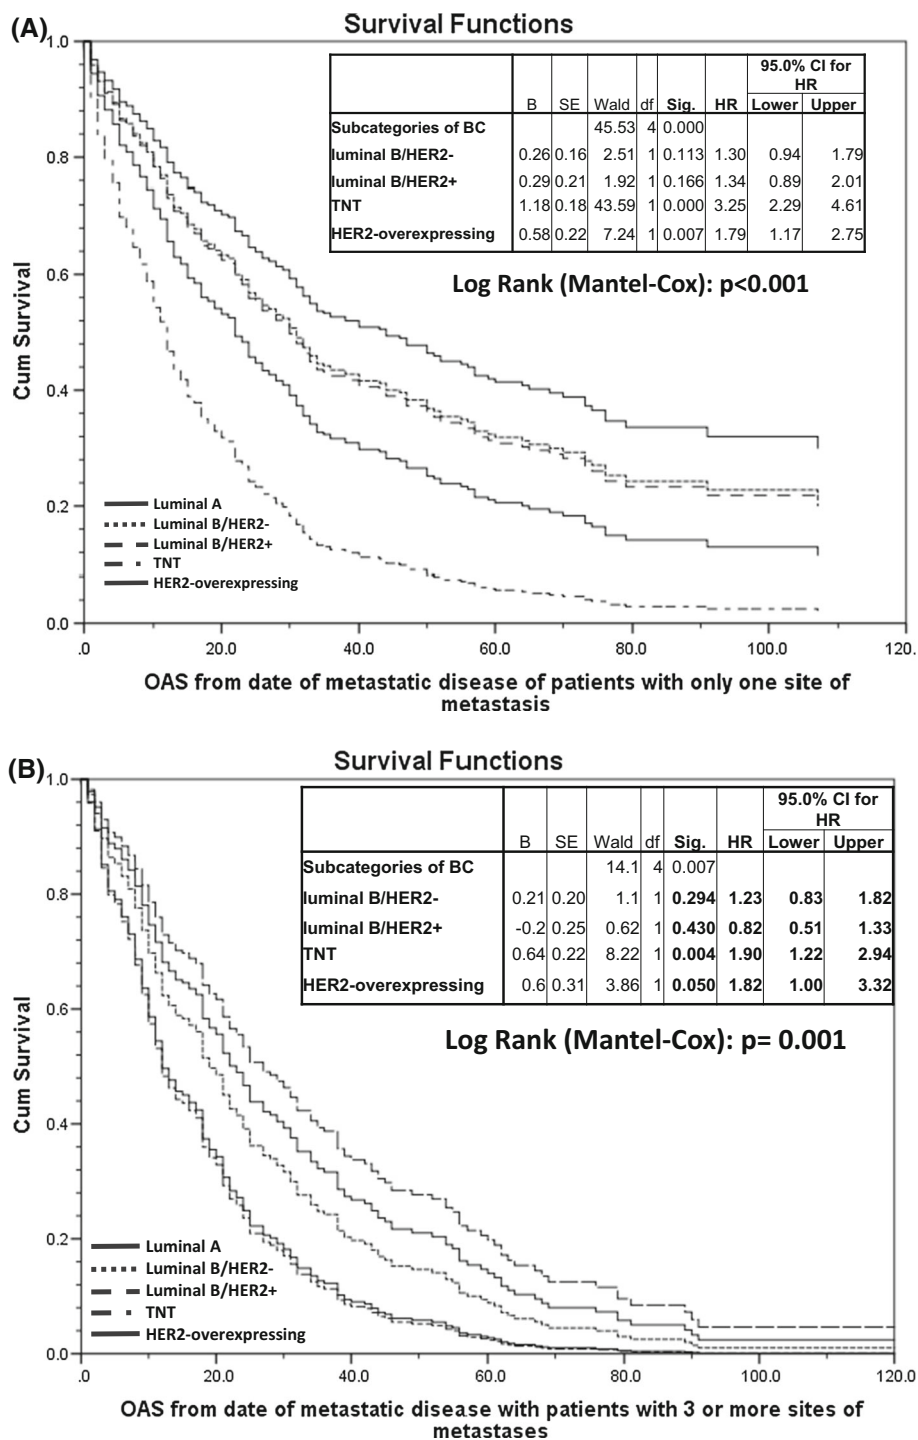 (A)
Survival Functions
95.0% CI for HR
B SE Wald df Sig. HR Lower Upper
Subcategories of BC 45.53 4 0.000
luminal B/HER2- 0.26 0.16 2.51 1 0.113 1.30 0.94 1.79
luminal B/HER2+ 0.29 0.21 1.92 1 0.166 1.34 0.89 2.01
TNT 1.18 0.18 43.59 1 0.000 3.25 2.29 4.61
HER2-overexpressing 0.58 0.22 7.24 1 0.007 1.79 1.17 2.75
Log Rank (Mantel-Cox): p<0.001
Cum Survival
1.0
0.8
0.6
0.4
0.2
0.0
Luminal A
Luminal B/HER2-
Luminal B/HER2+
TNT
HER2-overexpressing
.0 20.0 40.0 60.0 80.0 100.0 120.
OAS from date of metastatic disease of patients with only one site of
metastasis
(B)
Survival Functions
95.0% CI for
HR
B SE Wald df Sig. HR Lower Upper
Subcategories of BC 14.1 4 0.007
luminal B/HER2- 0.21 0.20 1.1 1 0.294 1.23 0.83 1.82
luminal B/HER2+ -0.2 0.25 0.62 1 0.430 0.82 0.51 1.33
TNT 0.64 0.22 8.22 1 0.004 1.90 1.22 2.94
HER2-overexpressing 0.6 0.31 3.86 1 0.050 1.82 1.00 3.32
Log Rank (Mantel-Cox): p= 0.001
Cum Survival
1.0
0.8
0.6
0.4
0.2
0.0
Luminal A
Luminal B/HER2-
Luminal B/HER2+
TNT
HER2-overexpressing
.0 20.0 40.0 60.0 80.0 100.0 120.0
OAS from date of metastatic disease with patients with 3 or more sites of
metastases